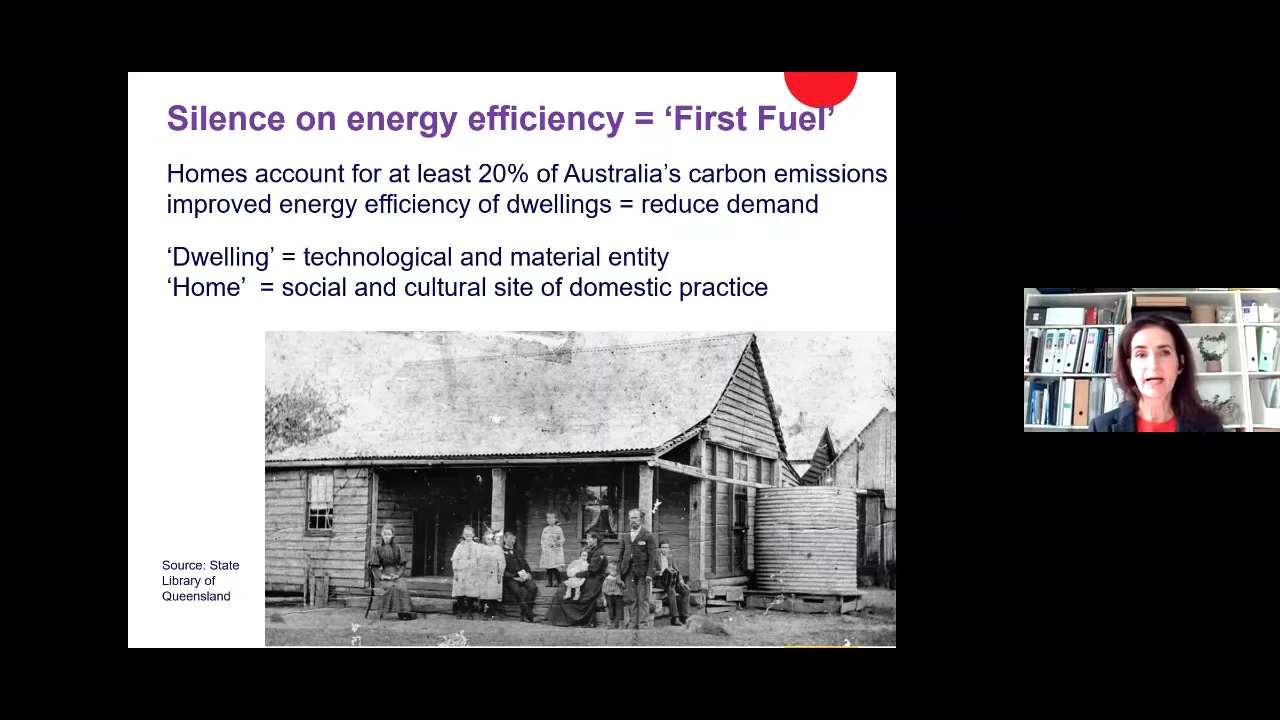 Silence on energy efficiency = ‘First Fuel’
Homes account for at least 20% of Australia’s carbon emissions
improved energy efficiency of dwellings = reduce demand
‘Dwelling’ = technological and material entity
‘Home’  = social and cultural site of domestic practice
Source: State
Library of
Queensland